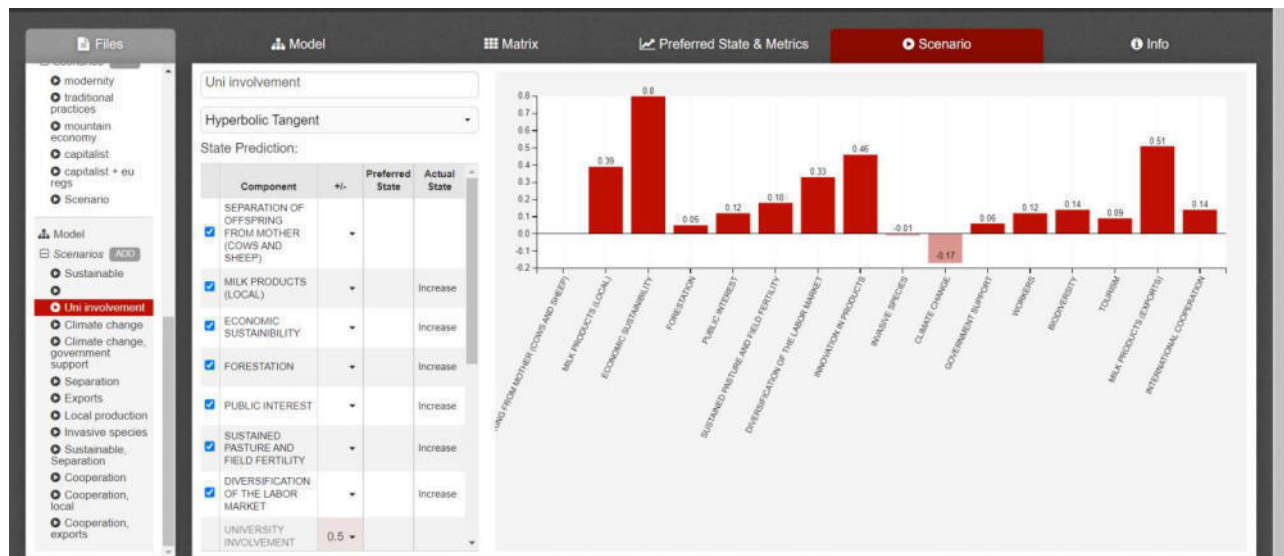 Files
Model
Matrix
Preferred State & Metrics
Scenario
Info
modernity
traditional
practices
mountain
economy
capitalist
capitalist + eu
regs
Scenario
Model
Scenarios ADD
Sustainable
Uni involvement
Climate change
Climate change,
government
support
Separation
Exports
Local production
Invasive species
Sustainable,
Separation
Cooperation
Cooperation,
local
Cooperation,
exports
Uni involvement
Hyperbolic Tangent
State Prediction:
Component +/- Preferred State Actual State
SEPARATION OF
OFFSPRING
FROM MOTHER
(COWS AND
SHEEP)
MILK PRODUCTS
(LOCAL) Increase
ECONOMIC
SUSTAINIBILITY Increase
FORESTATION Increase
PUBLIC INTEREST Increase
SUSTAINED
PASTURE AND
FIELD FERTILITY Increase
DIVERSIFICATION
OF THE LABOR
MARKET Increase
UNIVERSITY
INVOLVEMENT 0.5
0.8
0.7
0.6
0.5
0.4
0.3
0.2
0.1
0.0
-0.1
-0.2
0.39
0.8
0.05
0.12
0.18
0.33
0.46
-0.01
-0.17
0.06
0.12
0.14
0.09
0.51
0.14
FROM MOTHER (COWS AND SHEEP)
MILK PRODUCTS (LOCAL)
ECONOMIC SUSTAINIBILITY
FORESTATION
PUBLIC INTEREST
SUSTAINED PASTURE AND FIELD FERTILITY
DIVERSIFICATION OF THE LABOR MARKET
INNOVATION IN PRODUCTS
INVASIVE SPECIES
CLIMATE CHANGE
GOVERNMENT SUPPORT
WORKERS
BIODIVERSITY
TOURISM
MILK PRODUCTS (EXPORTS)
INTERNATIONAL COOPERATION